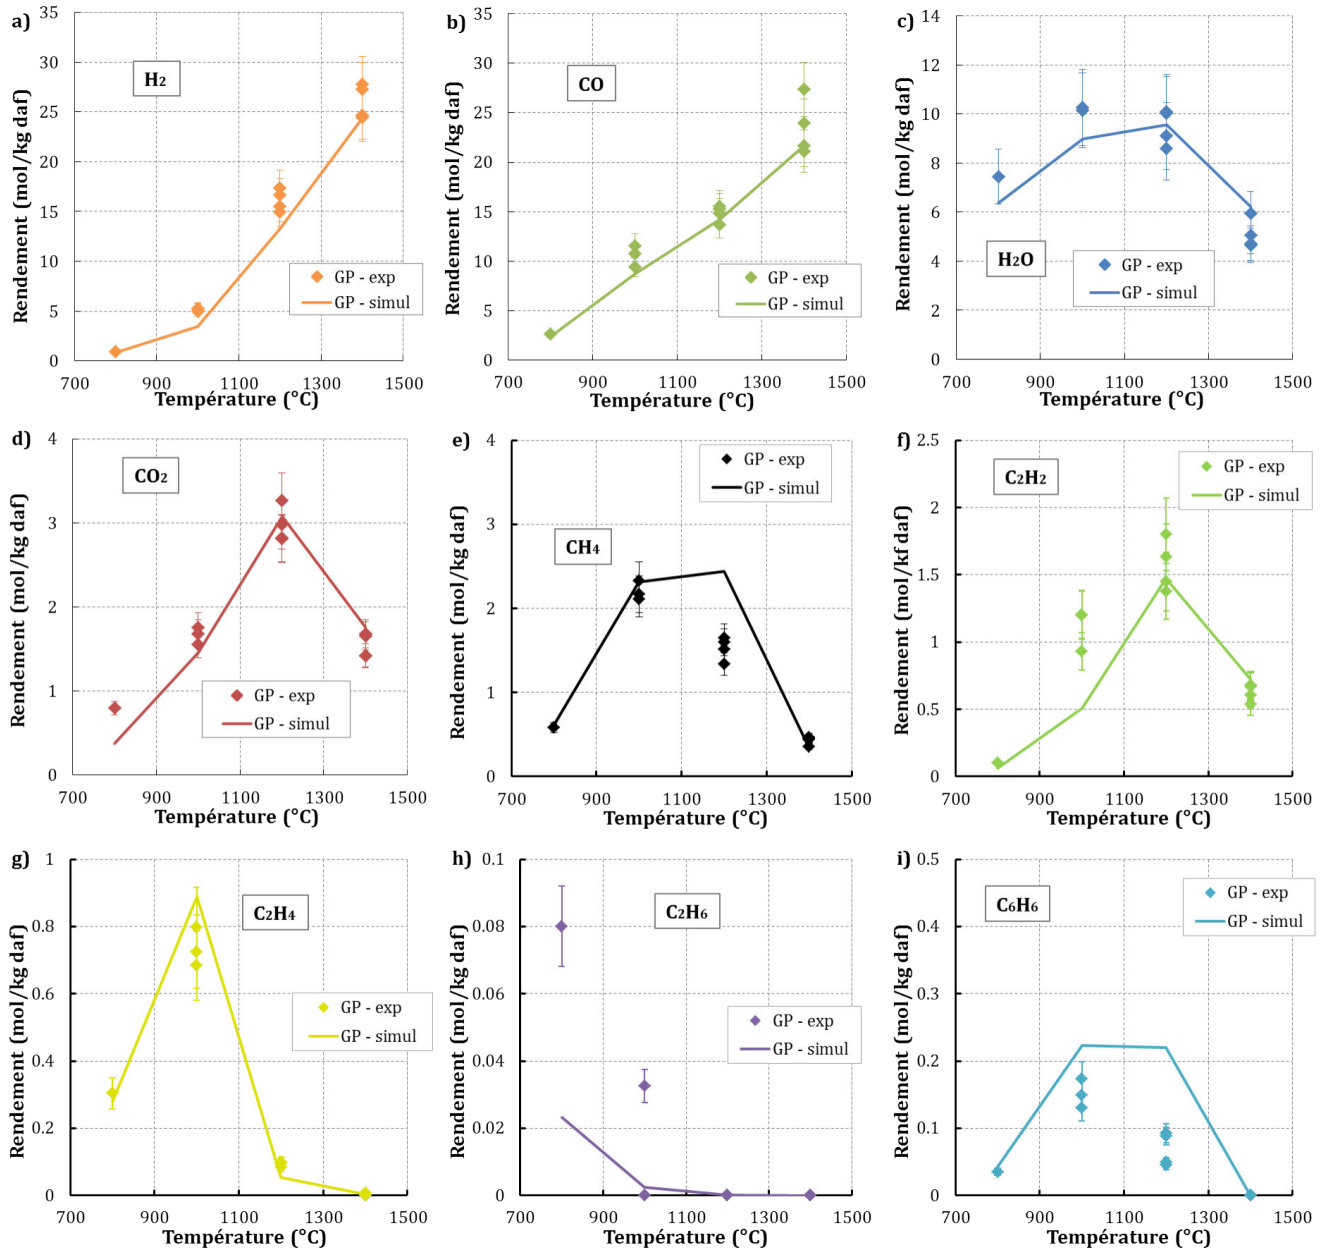 a)
H2
Rendement (mol/kg daf)
35
30
25
20
15
10
5
0
GP - exp
GP - simul
700 900 1100 1300 1500
Température (°C)
b)
CO
Rendement (mol/kg daf)
35
30
25
20
15
10
5
0
GP - exp
GP - simul
700 900 1100 1300 1500
Température (°C)
c)
H2O
Rendement (mol/kg daf)
14
12
10
8
6
4
2
0
GP - exp
GP - simul
700 900 1100 1300 1500
Température (°C)
d)
CO2
Rendement (mol/kg daf)
4
3
2
1
0
GP - exp
GP - simul
700 900 1100 1300 1500
Température (°C)
e)
CH4
Rendement (mol/kg daf)
4
3
2
1
0
GP - exp
GP - simul
700 900 1100 1300 1500
Température (°C)
f)
C2H2
Rendement (mol/kf daf)
2.5
2
1.5
1
0.5
0
GP - exp
GP - simul
700 900 1100 1300 1500
Température (°C)
g)
C2H4
Rendement (mol/kg daf)
1
0.8
0.6
0.4
0.2
0
GP - exp
GP - simul
700 900 1100 1300 1500
Température (°C)
h)
C2H6
Rendement (mol/kg daf)
0.1
0.08
0.06
0.04
0.02
0
GP - exp
GP - simul
700 900 1100 1300 1500
Température (°C)
i)
C6H6
Rendement (mol/kg daf)
0.5
0.4
0.3
0.2
0.1
0
GP - exp
GP - simul
700 900 1100 1300 1500
Température (°C)